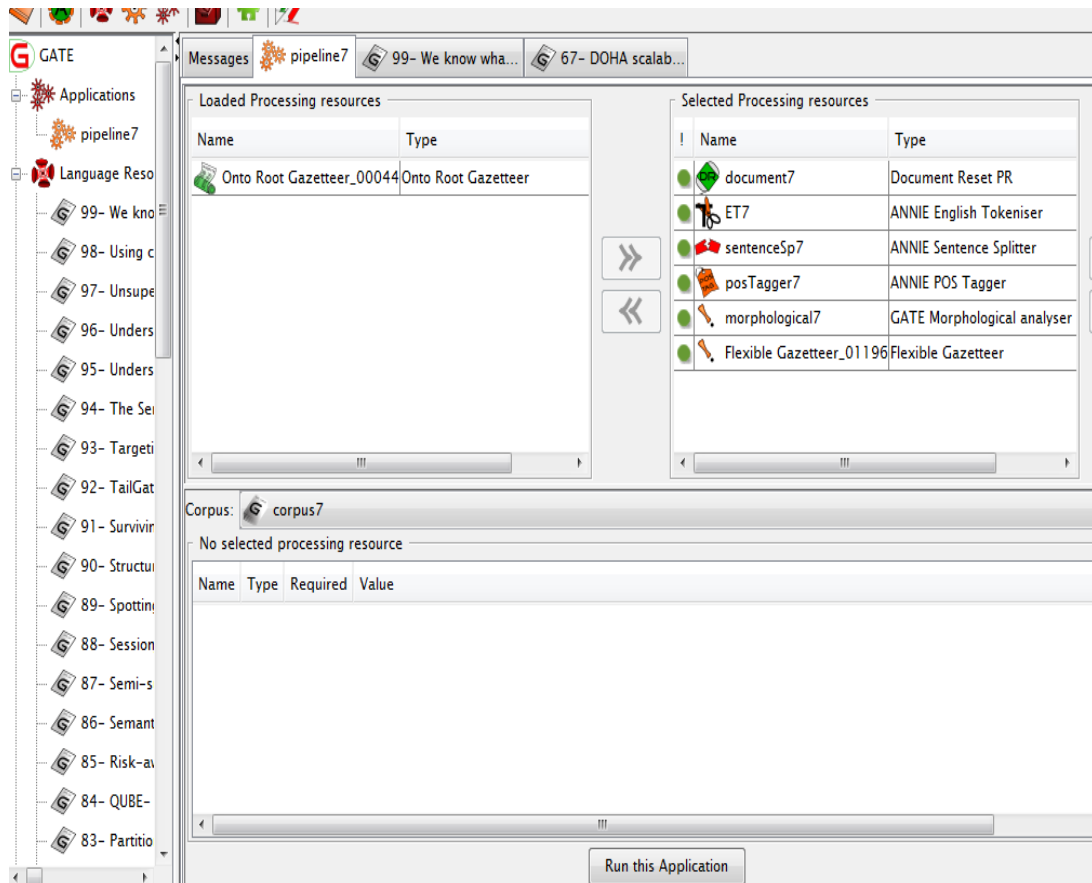 GATE
Applications
pipeline7
Language Reso
99- We kno
98- Using c
97- Unsupe
96- Unders
95- Unders
94- The Se
93- Targeti
92- TailGat
91- Survivin
90- Structu
89- Spottin
88- Session
87- Semi-s
86- Semant
85- Risk-a
84- QUBE-
83- Partitio
Messages pipeline7 99- We know wha... 67- DOHA scalab...
Loaded Processing resources
Name Type
Onto Root Gazetteer_00044 Onto Root Gazetteer
Selected Processing resources
! Name Type
document7 Document Reset PR
ET7 ANNIE English Tokeniser
sentenceSp7 ANNIE Sentence Splitter
posTagger7 ANNIE POS Tagger
morphological7 GATE Morphological analyser
Flexible Gazetteer_01196 Flexible Gazetteer
Corpus: corpus7
No selected processing resource
Name Type Required Value
Run this Application